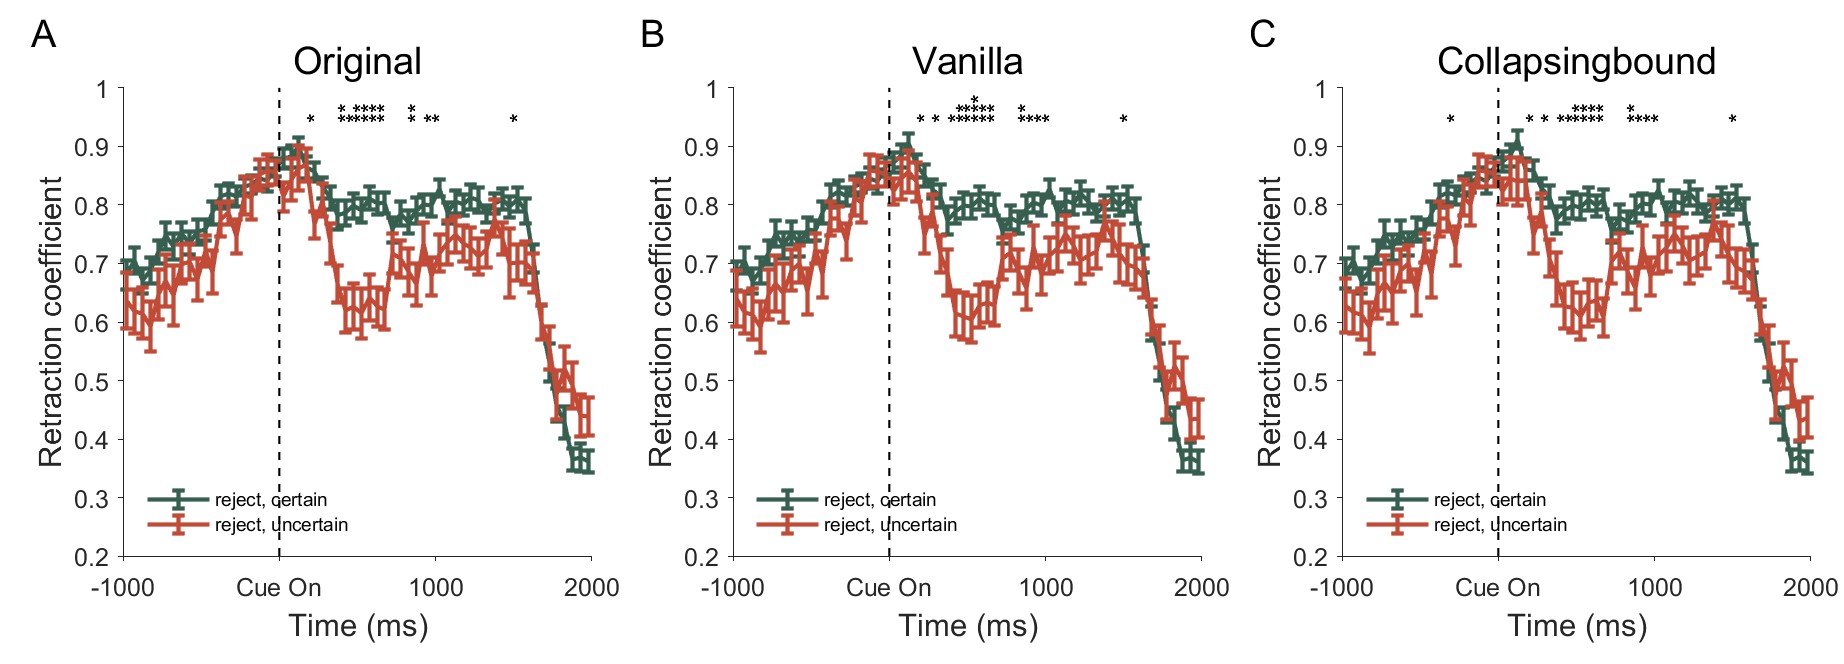 A
Original
Retraction coefficient
1
0.9
0.8
0.7
0.6
0.5
0.4
0.3
0.2
reject, certain
reject, uncertain
-1000
Cue On
1000
2000
Time (ms)
B
Vanilla
Retraction coefficient
1
0.9
0.8
0.7
0.6
0.5
0.4
0.3
0.2
reject, certain
reject, uncertain
-1000
Cue On
1000
2000
Time (ms)
C
Collapsingbound
Retraction coefficient
1
0.9
0.8
0.7
0.6
0.5
0.4
0.3
0.2
reject, certain
reject, uncertain
-1000
Cue On
1000
2000
Time (ms)